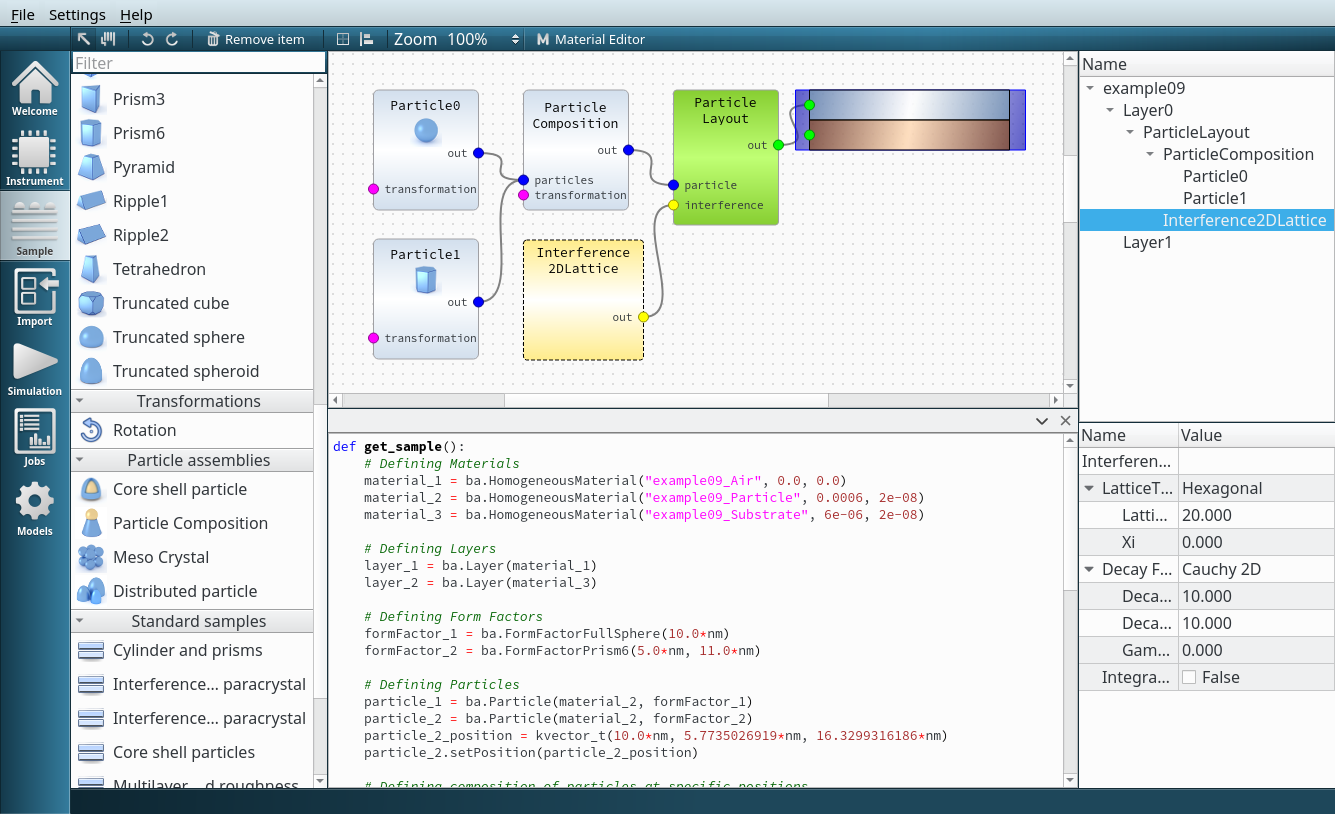 File Settings Help
Remove item Zoom 100% Material Editor
Welcome
Instrument
Sample
Import
Simulation
Jobs
Models
Filter
Prism3
Prism6
Pyramid
Ripple1
Ripple2
Tetrahedron
Truncated cube
Truncated sphere
Truncated spheroid
Transformations
Rotation
Particle assemblies
Core shell particle
Particle Composition
Meso Crystal
Distributed particle
Standard samples
Cylinder and prisms
Interference... paracrystal
Interference... paracrystal
Core shell particles
Multilayer ...d roughness
Particle0
out
transformation
Particle
Composition
out
particles
transformation
Particle
Layout
out
particle
interference
Particle1
out
transformation
Interference
2DLattice
out
def get_sample():
# Defining Materials
material_1 = ba.HomogeneousMaterial("example09_Air", 0.0, 0.0)
material_2 = ba.HomogeneousMaterial("example09_Particle", 0.0006, 2e-08)
material_3 = ba.HomogeneousMaterial("example09_Substrate", 6e-06, 2e-08)
# Defining Layers
layer_1 = ba.Layer(material_1)
layer_2 = ba.Layer(material_3)
# Defining Form Factors
formFactor_1 = ba.FormFactorFullSphere(10.0*nm)
formFactor_2 = ba.FormFactorPrism6(5.0*nm, 11.0*nm)
# Defining Particles
particle_1 = ba.Particle(material_2, formFactor_1)
particle_2 = ba.Particle(material_2, formFactor_2)
particle_2_position = kvector_t(10.0*nm, 5.7735026919*nm, 16.3299316186*nm)
particle_2.setPosition(particle_2_position)
# Defining composition of particles at specific positions
Name
example09
Layer0
ParticleLayout
ParticleComposition
Particle0
Particle1
Interference2DLattice
Layer1
Name Value
Interferen...
LatticeT... Hexagonal
Latti... 20.000
Xi 0.000
Decay F... Cauchy 2D
Deca... 10.000
Deca... 10.000
Gam... 0.000
Integra... False